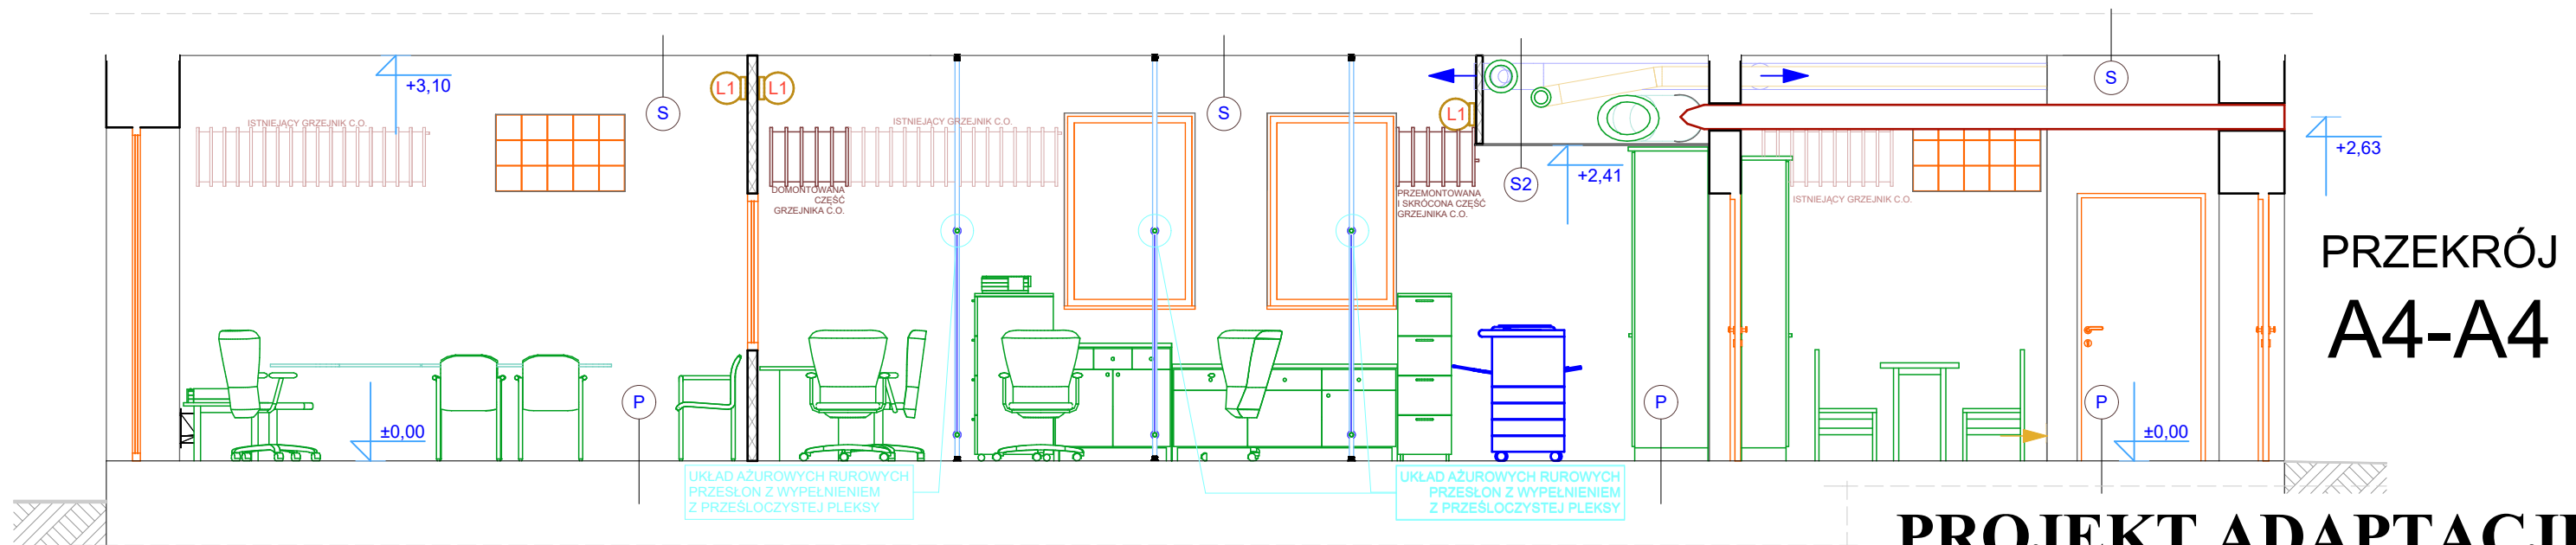 +3,10
S
L1
L1
S
S2
S
L1
+2,63
+2,41
ISTNIEJĄCY GRZEJNIK C.O.
ISTNIEJĄCY GRZEJNIK C.O.
DOMONTOWANA
CZĘŚĆ
GRZEJNIKA C.O.
PRZEMONTOWANA
I SKRÓCONA CZĘŚĆ
GRZEJNIKA C.O.
ISTNIEJĄCY GRZEJNIK C.O.
PRZEKRÓJ
A4-A4
P
P
P
±0,00
±0,00
UKŁAD AŻUROWYCH RUROWYCH
PRZESŁON Z WYPEŁNIENIEM
Z PRZEŚLOCZYSTEJ PLEKSY
UKŁAD AŻUROWYCH RUROWYCH
PRZESŁON Z WYPEŁNIENIEM
Z PRZEŚLOCZYSTEJ PLEKSY
PROJEKT ADAPTACJI